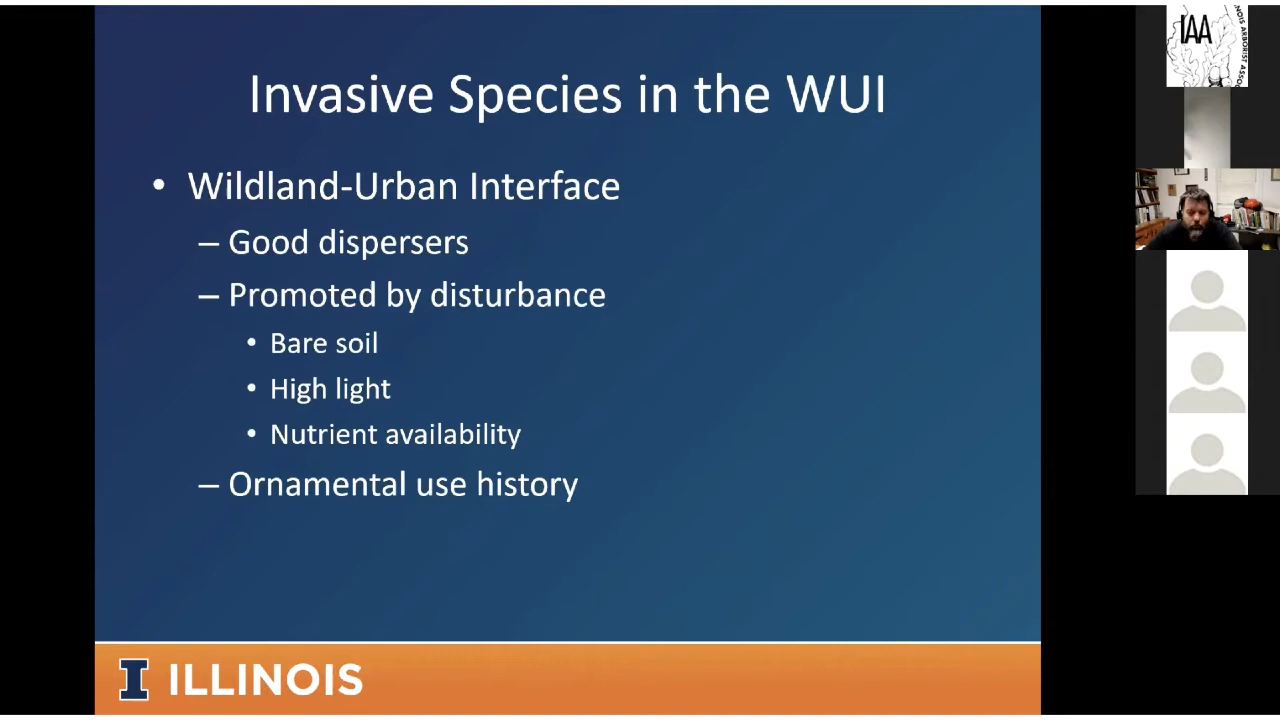 Invasive Species in the WUI
• Wildland-Urban Interface
– Good dispersers
– Promoted by disturbance
• Bare soil
• High light
• Nutrient availability
– Ornamental use history
I ILLINOIS
IAA